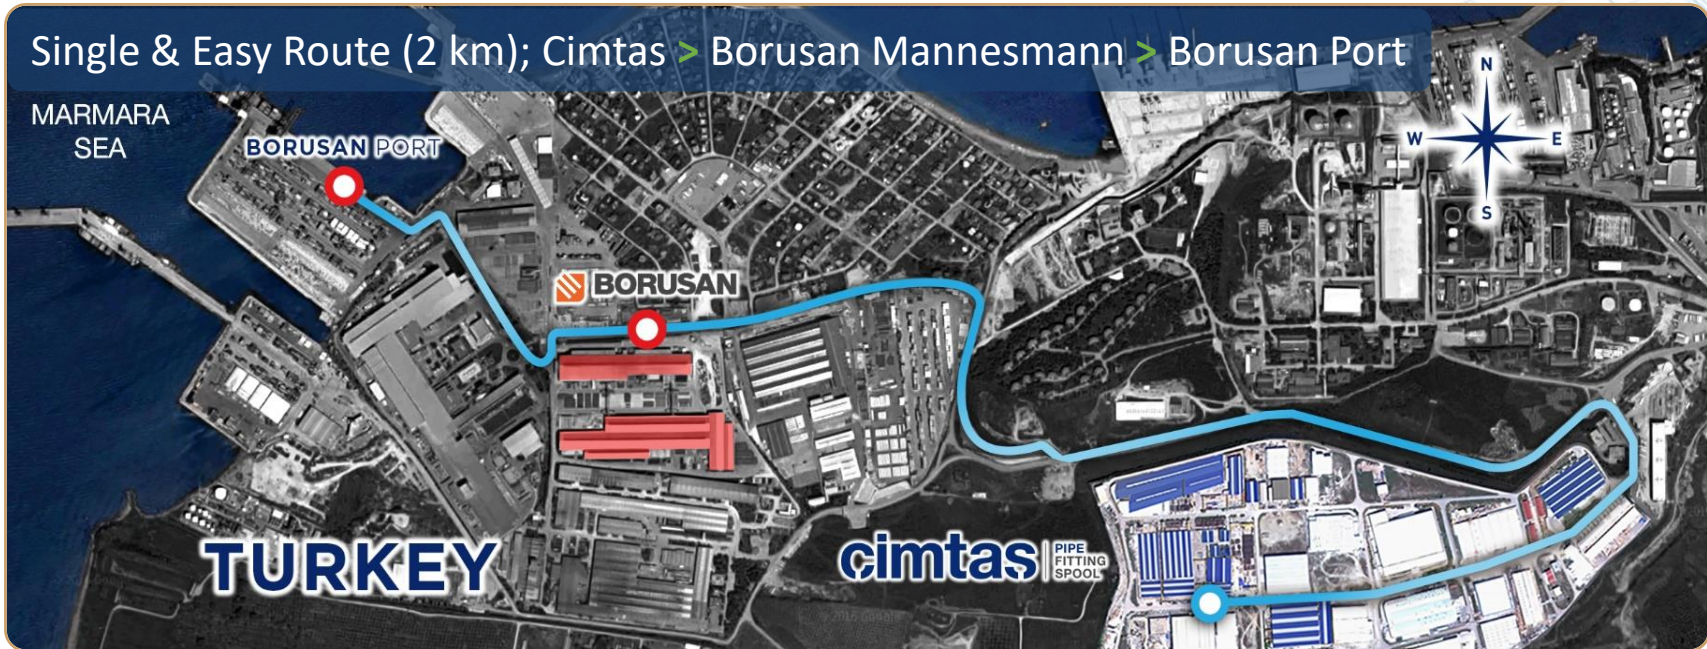 Single & Easy Route (2 km); Cimtas > Borusan Mannesmann > Borusan Port
MARMARA
SEA
BORUSAN PORT
N
W
E
S
BORUSAN
TURKEY
cimtas
PIPE
FITTING
SPOOL